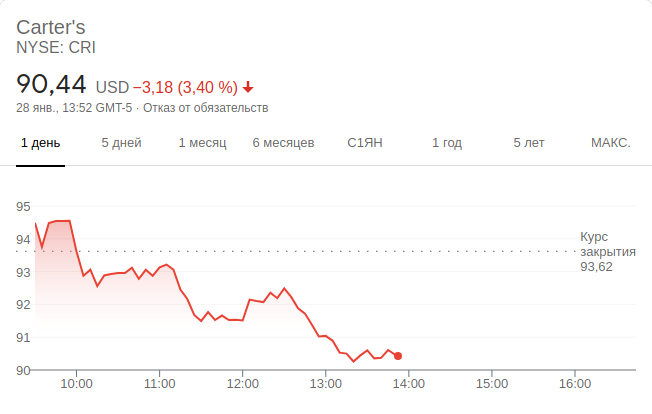 Carter's
NYSE: CRI
90,44 USD −3,18 (3,40 %)
28 янв., 13:52 GMT-5 · Отказ от обязательств
1 день 5 дней 1 месяц 6 месяцев С1ЯН 1 год 5 лет МАКС.
95
94
93
92
91
90
Курс
закрытия
93,62
10:00 11:00 12:00 13:00 14:00 15:00 16:00